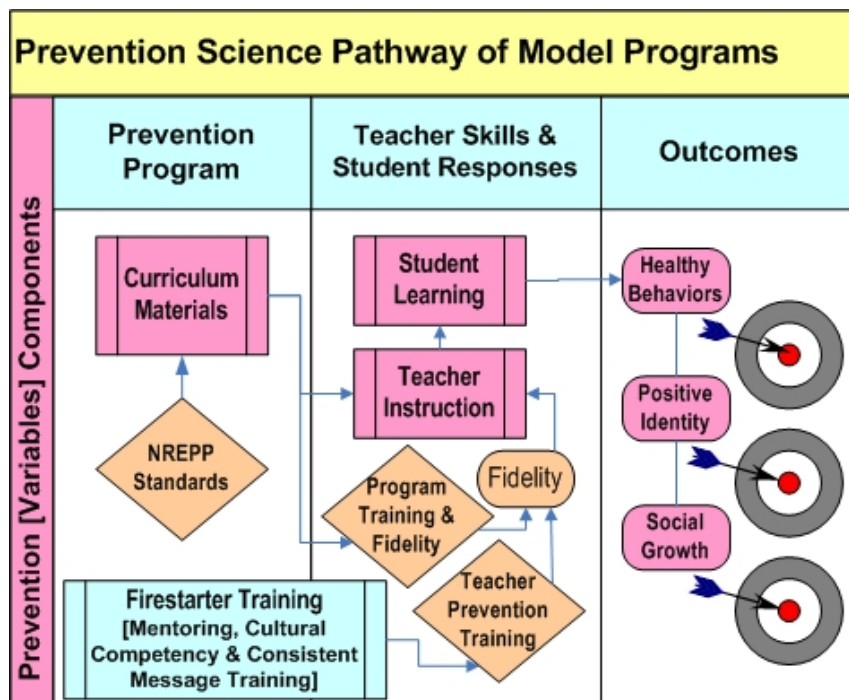 Prevention Science Pathway of Model Programs
Prevention [Variables] Components
Prevention
Program
Teacher Skills &
Student Responses
Outcomes
Curriculum
Materials
NREPP
Standards
Firestarter Training
[Mentoring, Cultural
Competency & Consistent
Message Training]
Student
Learning
Teacher
Instruction
Program
Training &
Fidelity
Fidelity
Teacher
Prevention
Training
Healthy
Behaviors
Positive
Identity
Social
Growth